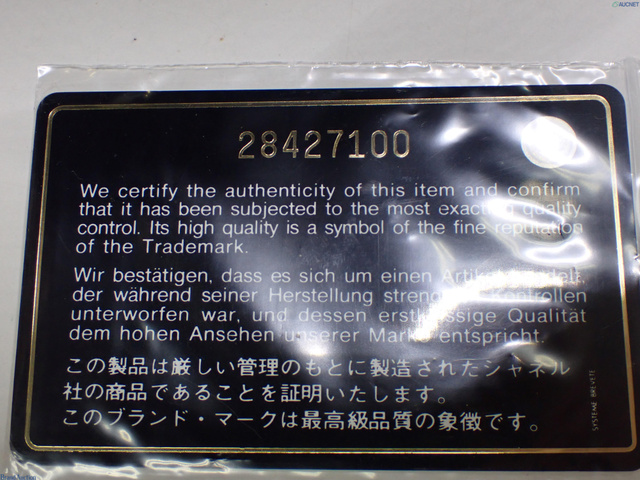 AUCNET
28427100
We certify the authenticity of this item and confirm
that it has been subjected to the most exacting quality
control. Its high quality is a symbol of the fine reputation
of the Trademark.
Wir bestätigen, dass es sich um einen Artikel handelt,
der während seiner Herstellung strengen Kontrollen
unterworfen war, und dessen erstklassige Qualität
dem hohen Ansehen unserer Marke entspricht.
この製品は厳しい管理のもとに製造されたシャネル
社の商品であることを証明いたします。
このブランド・マークは最高級品質の象徴です。
SYSTEME BREVETE